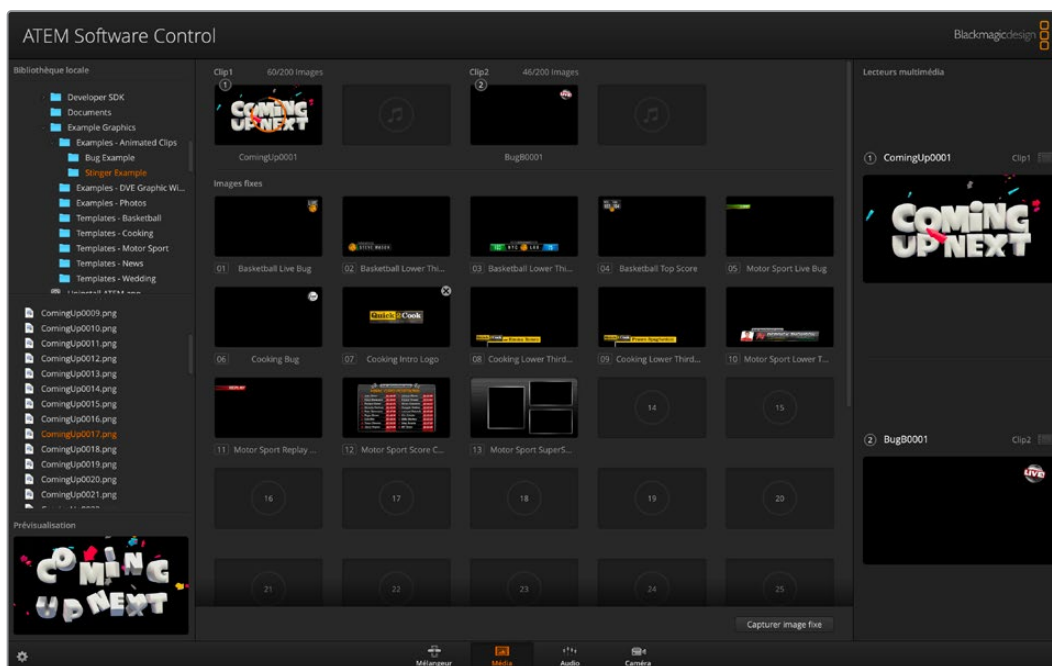 ATEM Software Control
Blackmagicdesign
Bibliothèque locale
Developer SDK
Documents
Example Graphics
Examples - Animated Clips
Bug Example
Stinger Example
Examples - DVE Graphic Wi...
Examples - Photos
Templates - Basketball
Templates - Cooking
Templates - Motor Sport
Templates - News
Templates - Wedding
Uninstall ATEM.app
ComingUp0009.png
ComingUp0010.png
ComingUp0011.png
ComingUp0012.png
ComingUp0013.png
ComingUp0014.png
ComingUp0015.png
ComingUp0016.png
ComingUp0017.png
ComingUp0018.png
ComingUp0019.png
ComingUp0020.png
ComingUp0021.png
Prévisualisation
COMING
UP NEXT
Clip1 60/200 Images
Clip2 46/200 Images
1
COMING
UP NEXT
2
ComingUp0001
BugB0001
Images fixes
01 Basketball Live Bug
02 Basketball Lower Thi...
03 Basketball Lower Thi...
04 Basketball Top Score
05 Motor Sport Live Bug
Quick2Cook
06 Cooking Bug
07 Cooking Intro Logo
08 Cooking Lower Third...
09 Cooking Lower Third...
10 Motor Sport Lower T...
REPLAY
14
15
11 Motor Sport Replay ...
12 Motor Sport Score C...
13 Motor Sport SuperS...
16
17
18
19
20
21
22
23
24
25
Capturer image fixe
Lecteurs multimédia
1 ComingUp0001 Clip1
COMING
UP NEXT
2 BugB0001 Clip2
LIVE!
Mélangeur
Média
Audio
Caméra